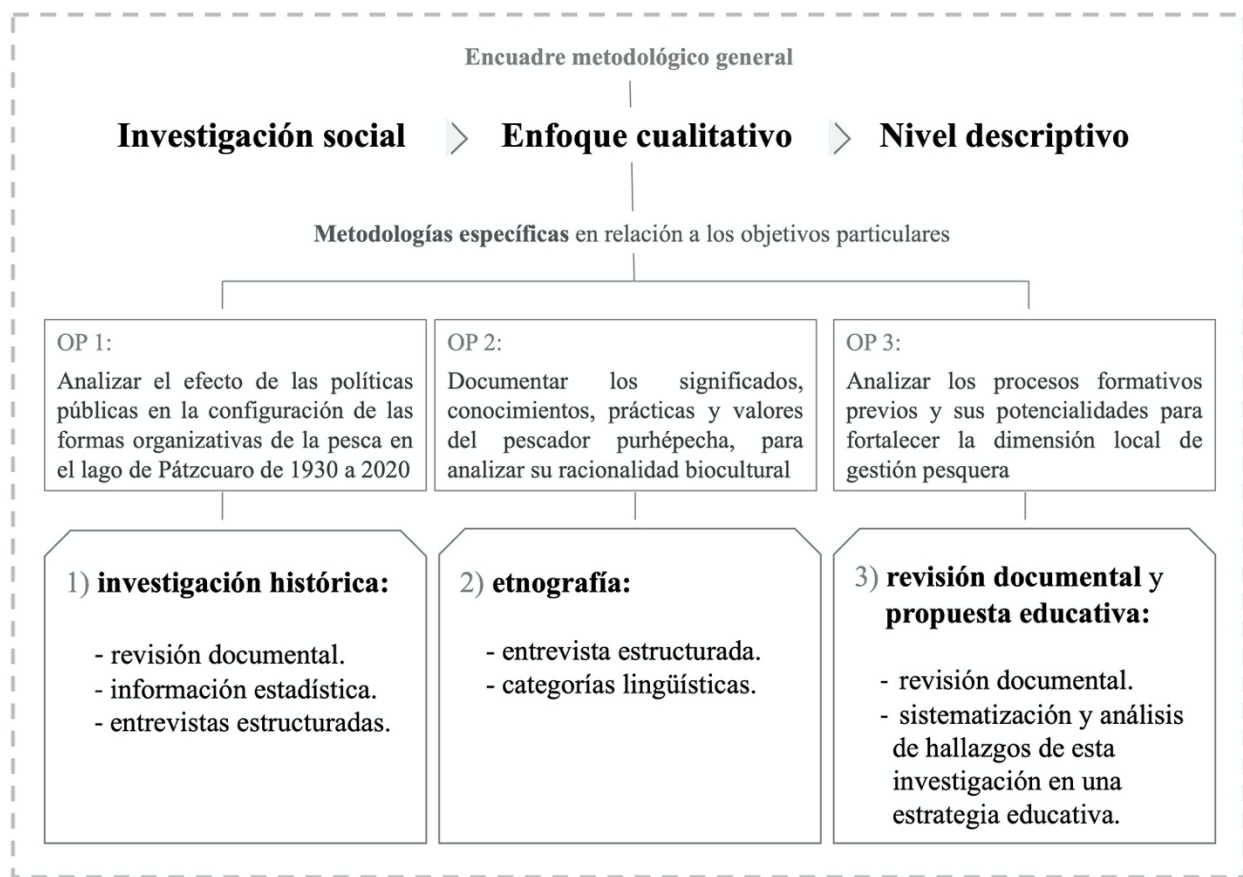 Encuadre metodológico general
Investigación social > Enfoque cualitativo > Nivel descriptivo
Metodologías específicas en relación a los objetivos particulares
OP 1:
Analizar el efecto de las políticas
públicas en la configuración de las
formas organizativas de la pesca en
el lago de Pátzcuaro de 1930 a 2020
OP 2:
Documentar los significados,
conocimientos, prácticas y valores
del pescador purhépecha, para
analizar su racionalidad biocultural
OP 3:
Analizar los procesos formativos
previos y sus potencialidades para
fortalecer la dimensión local de
gestión pesquera
1) investigación histórica:
- revisión documental.
- información estadística.
- entrevistas estructuradas.
2) etnografía:
- entrevista estructurada.
- categorías lingüísticas.
3) revisión documental y
propuesta educativa:
- revisión documental.
- sistematización y análisis
de hallazgos de esta
investigación en una
estrategia educativa.